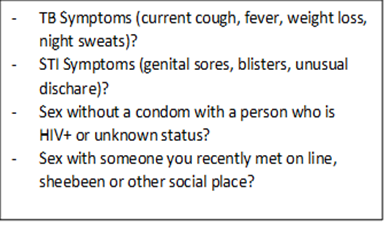 - TB Symptoms (current cough, fever, weight loss,
night sweats)?
- STI Symptoms (genital sores, blisters, unusual
dischare)?
- Sex without a condom with a person who is
HIV+ or unknown status?
- Sex with someone you recently met on line,
sheebeen or other social place?